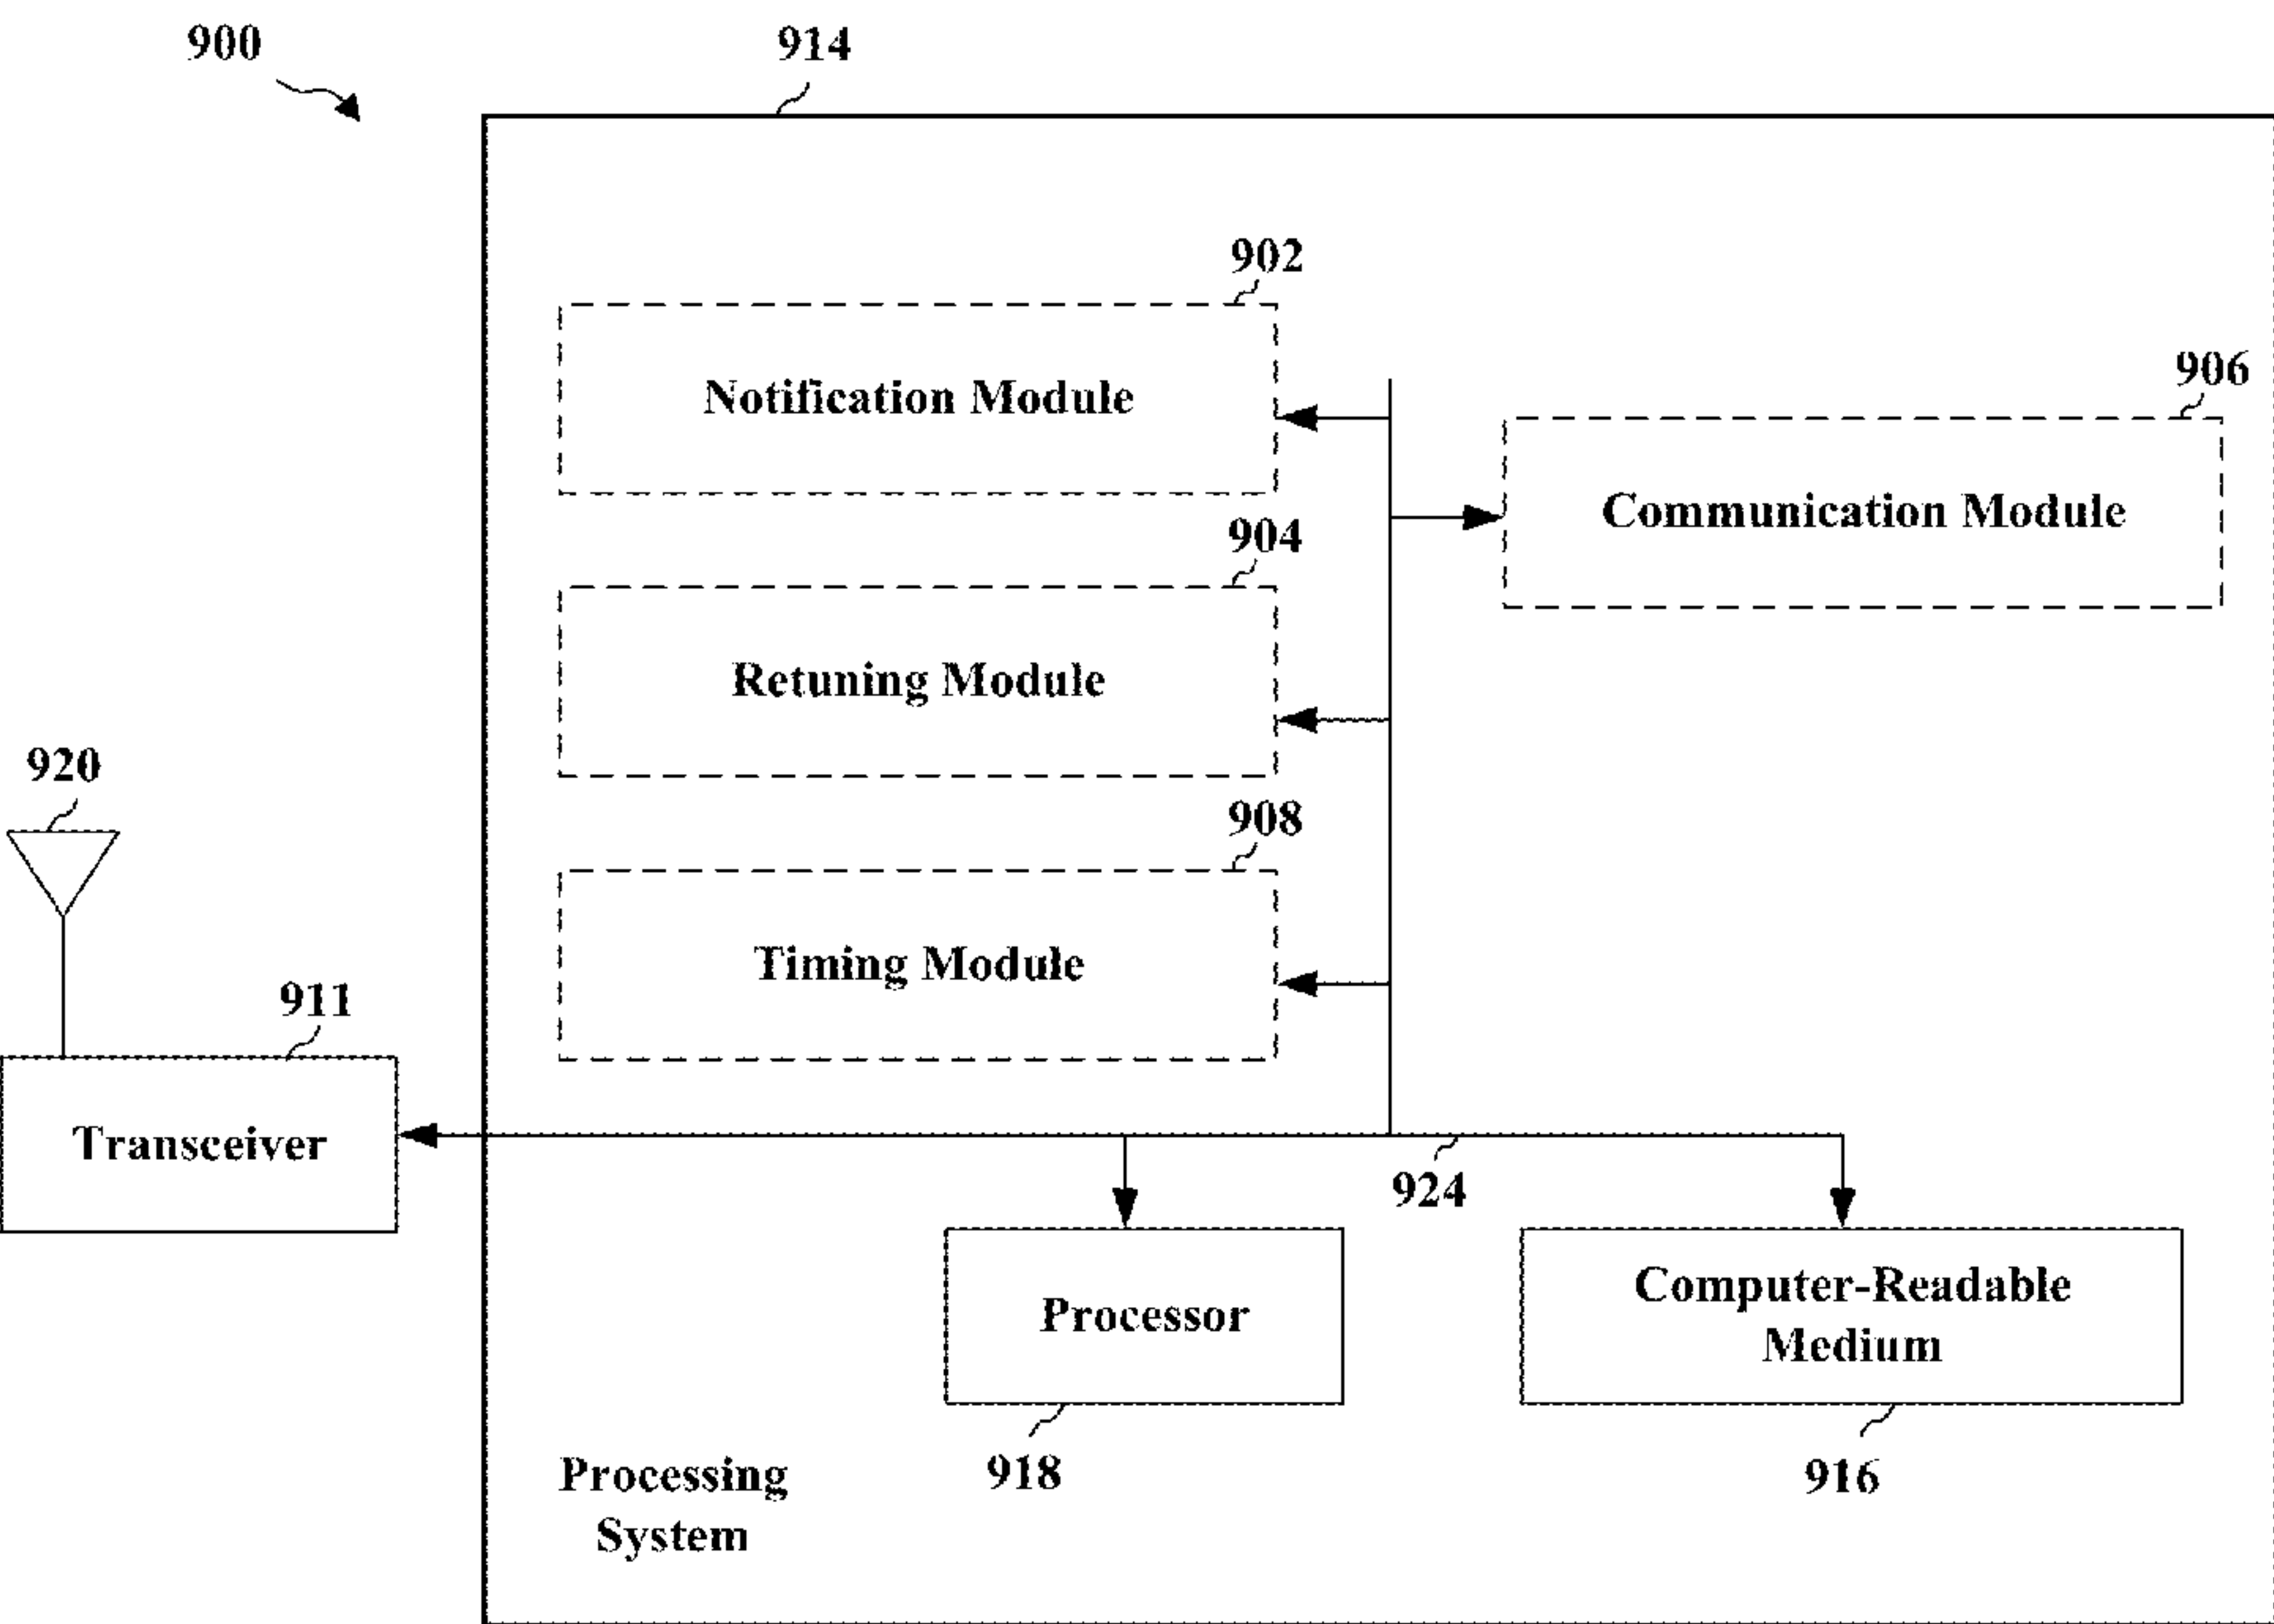 900
914
902
Notification Module
906
Communication Module
904
Retuning Module
920
908
Timing Module
911
Transceiver
924
Processor
Computer-Readable
Medium
918
916
Processing
System